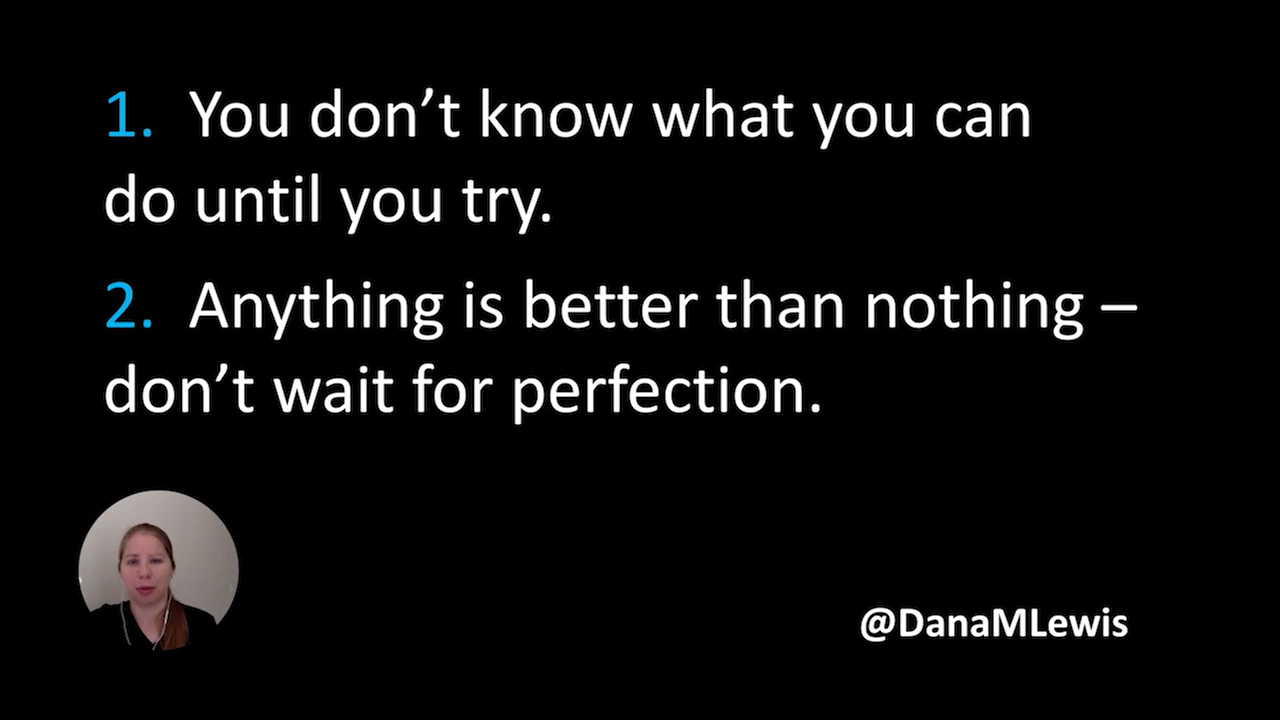 1. You don’t know what you can
do until you try.
2. Anything is better than nothing –
don’t wait for perfection.
@DanaMLewis